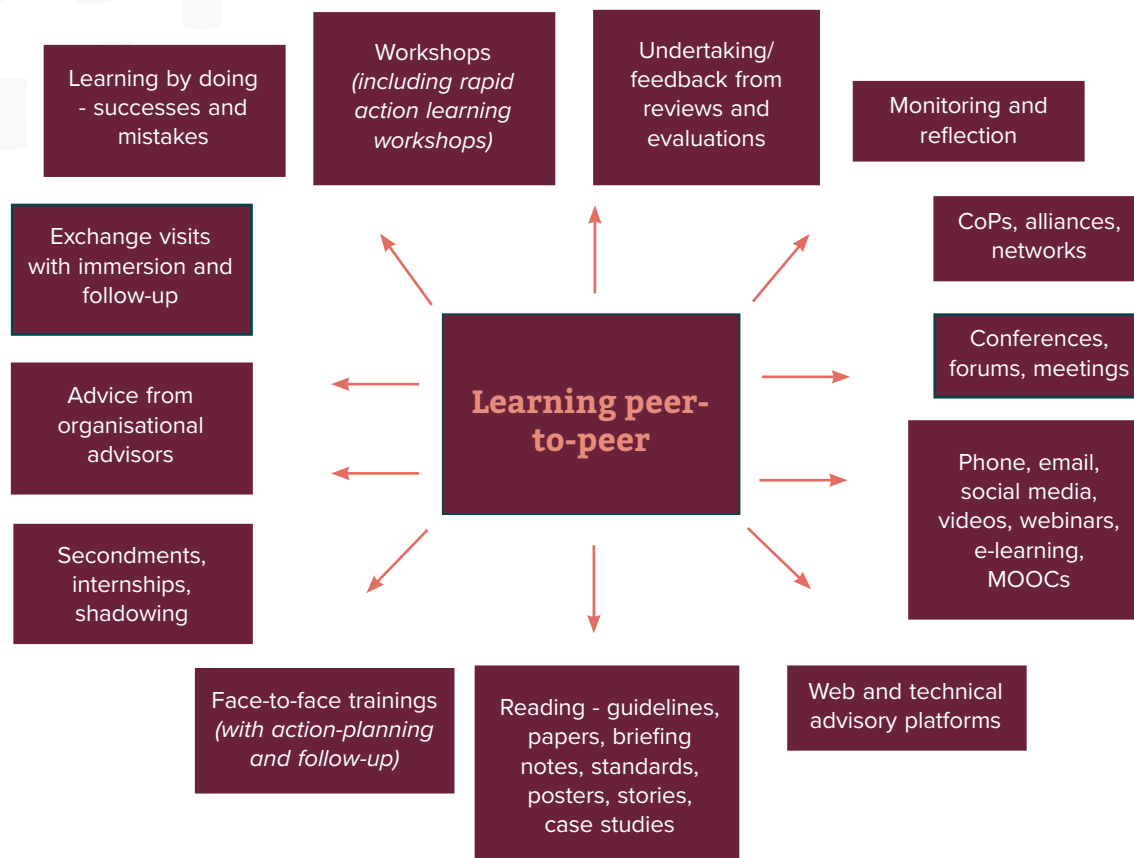 Learning by doing
- successes and
mistakes
Workshops
(including rapid
action learning
workshops)
Undertaking/
feedback from
reviews and
evaluations
Monitoring and
reflection
Exchange visits
with immersion and
follow-up
CoPs, alliances,
networks
Conferences,
forums, meetings
Advice from
organisational
advisors
Learning peer-
to-peer
Phone, email,
social media,
videos, webinars,
e-learning,
MOOCs
Secondments,
internships,
shadowing
Face-to-face trainings
(with action-planning
and follow-up)
Reading - guidelines,
papers, briefing
notes, standards,
posters, stories,
case studies
Web and technical
advisory platforms